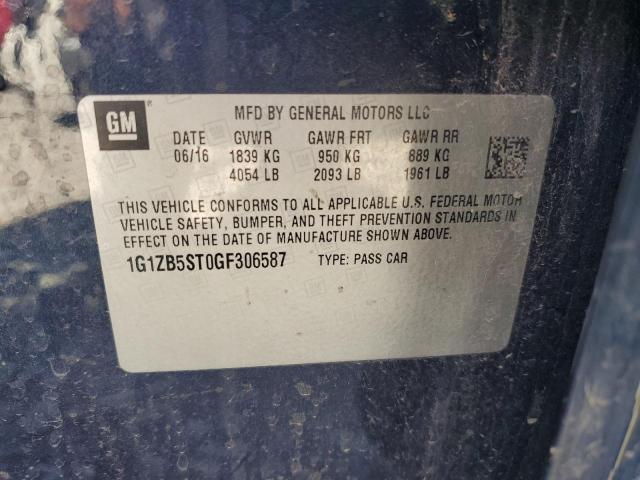 GM
MFD BY GENERAL MOTORS LLC
DATE GVWR GAWR FRT GAWR RR
06/16 1839 KG 950 KG 889 KG
4054 LB 2093 LB 1961 LB
THIS VEHICLE CONFORMS TO ALL APPLICABLE U.S. FEDERAL MOTOR
VEHICLE SAFETY, BUMPER, AND THEFT PREVENTION STANDARDS IN
EFFECT ON THE DATE OF MANUFACTURE SHOWN ABOVE.
1G1ZB5ST0GF306587 TYPE: PASS CAR